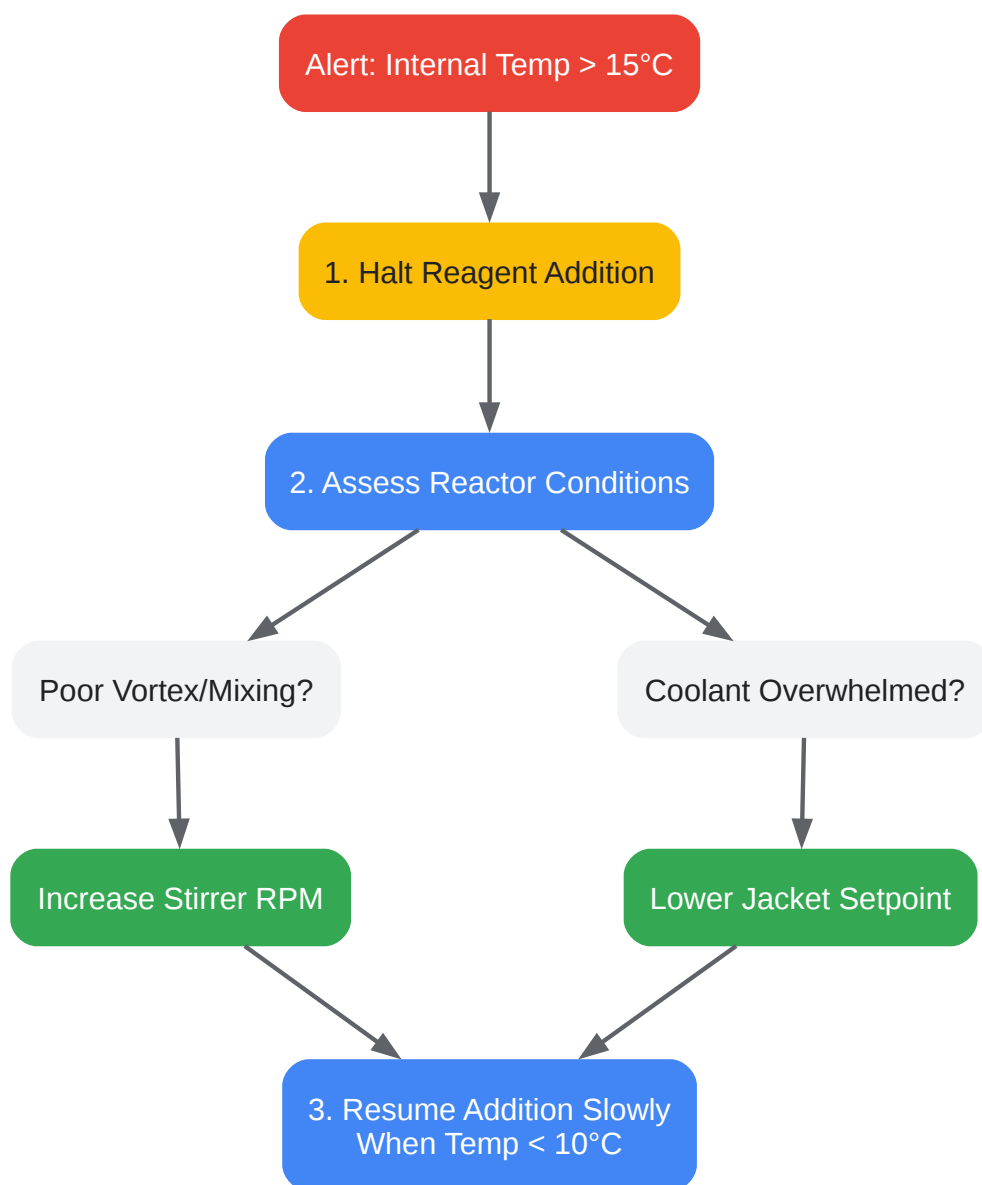 Alert: Internal Temp > 15°C
1. Halt Reagent Addition
2. Assess Reactor Conditions
Poor Vortex/Mixing?
Coolant Overwhelmed?
Increase Stirrer RPM
Lower Jacket Setpoint
3. Resume Addition Slowly
When Temp < 10°C